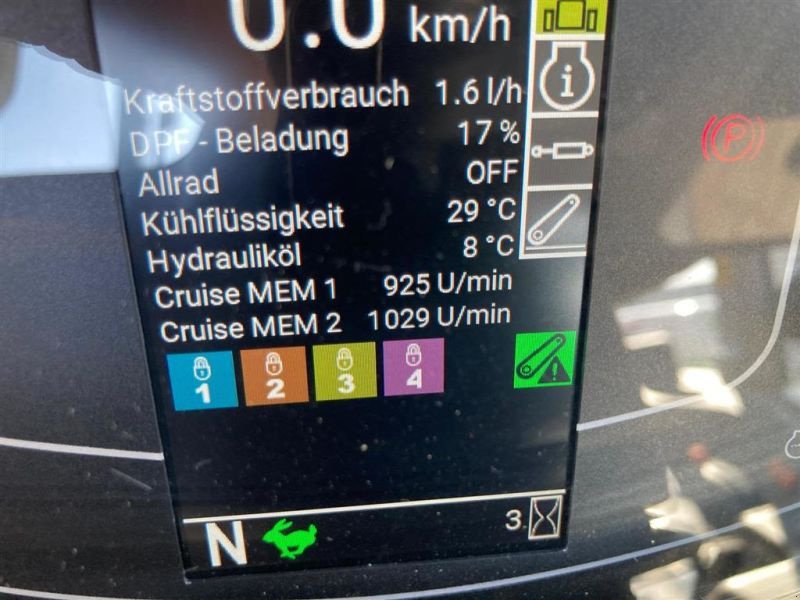 0.0 km/h
Kraftstoffverbrauch 1.6 l/h
DPF - Beladung 17 %
Allrad OFF
Kühlflüssigkeit 29 °C
Hydrauliköl 8 °C
Cruise MEM 1 925 U/min
Cruise MEM 2 1029 U/min
1 2 3 4
N 3
P